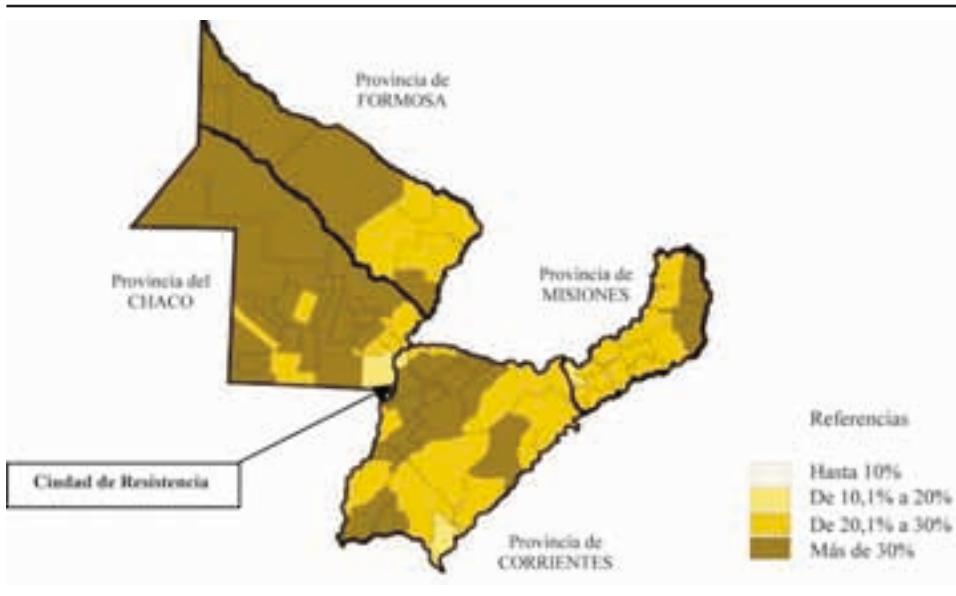 Provincia de
FORMOSA
Provincia del
CHACO
Provincia de
MISIONES
Ciudad de Resistencia
Provincia de
CORRIENTES
Referencias
Hasta 10%
De 10,1% a 20%
De 20,1% a 30%
Más de 30%